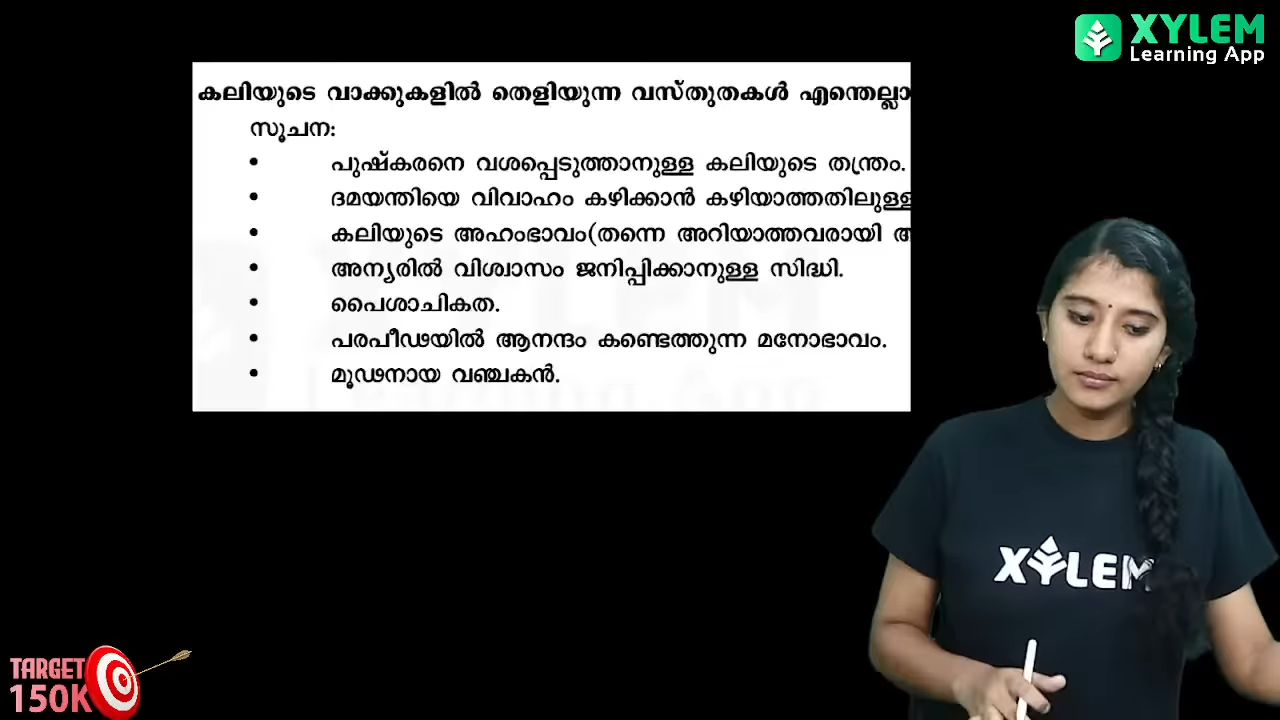 XYLEM
Learning App
കലിയുടെ വാക്കുകളിൽ തെളിയുന്ന വസ്തുതകൾ എന്തെല്ലാ
സൂചന:
• പുഷ്കരനെ വശപ്പെടുത്താനുള്ള കലിയുടെ തന്ത്രം.
• ദമയന്തിയെ വിവാഹം കഴിക്കാൻ കഴിയാത്തതിലുള്ള
• കലിയുടെ അഹംഭാവം(തന്നെ അറിയാത്തവരായി
• അന്യരിൽ വിശ്വാസം ജനിപ്പിക്കാനുള്ള സിദ്ധി.
• പൈശാചികത.
• പരപീഢയിൽ ആനന്ദം കണ്ടെത്തുന്ന മനോഭാവം.
• മൂഢനായ വഞ്ചകൻ.
XYLEM
TARGET
150K